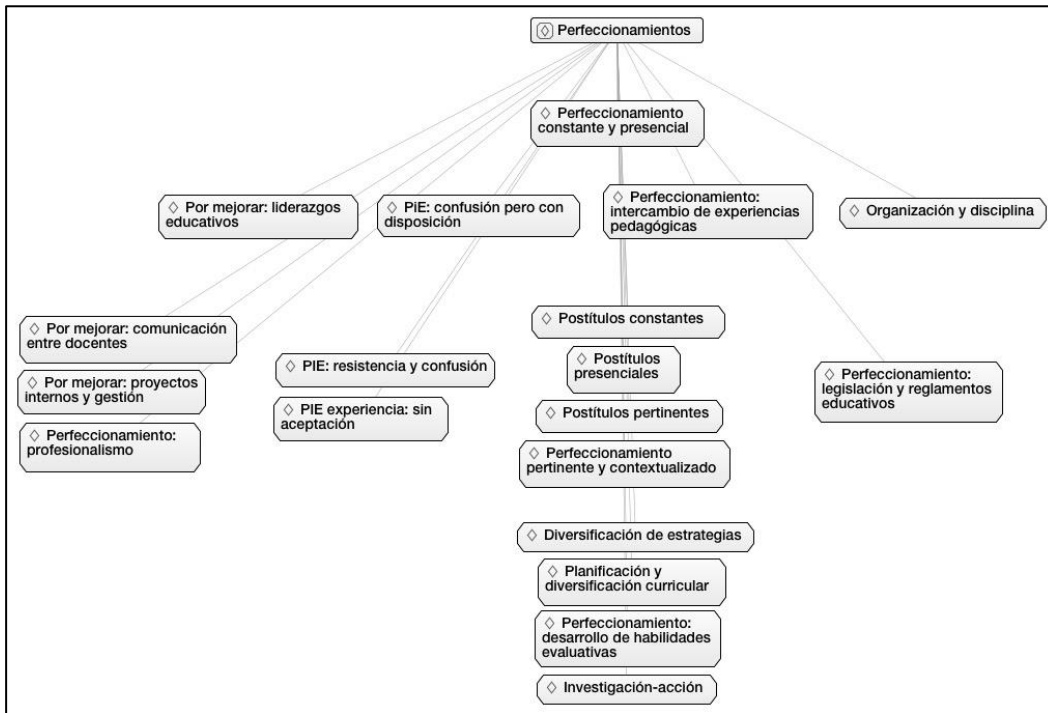 Perfeccionamientos
Perfeccionamiento
constante y presencial
Por mejorar: liderazgos
educativos
PiE: confusión pero con
disposición
Perfeccionamiento:
intercambio de experiencias
pedagógicas
Organización y disciplina
Por mejorar: comunicación
entre docentes
Por mejorar: proyectos
internos y gestión
Perfeccionamiento:
profesionalismo
PIE: resistencia y confusión
PIE experiencia: sin
aceptación
Postítulos constantes
Postítulos
presenciales
Postítulos pertinentes
Perfeccionamiento
pertinente y contextualizado
Perfeccionamiento:
legislación y reglamentos
educativos
Diversificación de estrategias
Planificación y
diversificación curricular
Perfeccionamiento:
desarrollo de habilidades
evaluativas
Investigación-acción